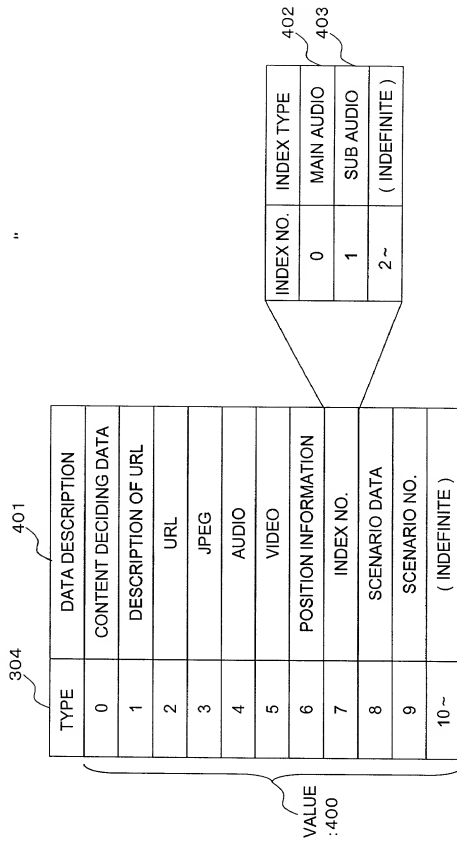 304
401
TYPE DATA DESCRIPTION
0 CONTENT DECIDING DATA
1 DESCRIPTION OF URL
2 URL
3 JPEG
4 AUDIO
5 VIDEO
6 POSITION INFORMATION
7 INDEX NO.
8 SCENARIO DATA
9 SCENARIO NO.
10~ ( INDEFINITE )
VALUE
:400
INDEX NO. INDEX TYPE
0 MAIN AUDIO 402
1 SUB AUDIO 403
2~ ( INDEFINITE )